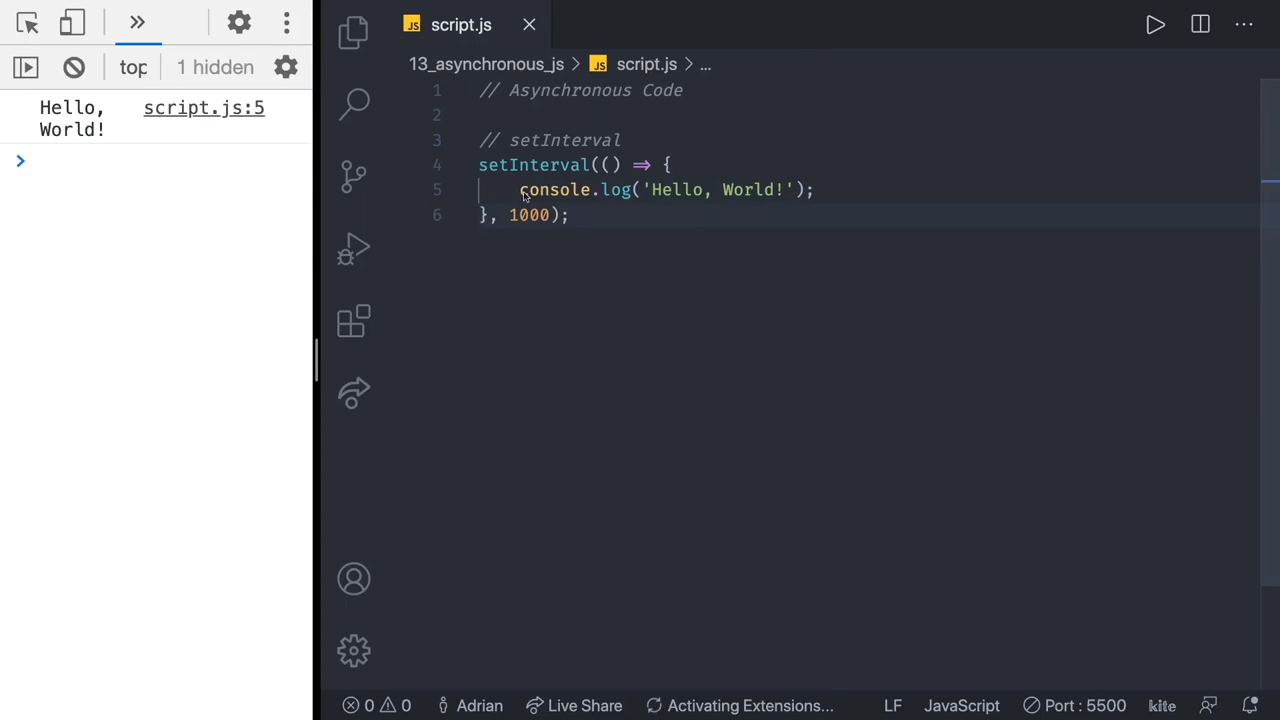 top
1 hidden
Hello, World!
script.js:5
>
JS script.js
13_asynchronous_js > JS script.js > ...
1 // Asynchronous Code
2
3 // setInterval
4 setInterval(() => {
5 console.log('Hello, World!');
6 }, 1000);
0 0 Adrian Live Share Activating Extensions... LF JavaScript Port : 5500 kite